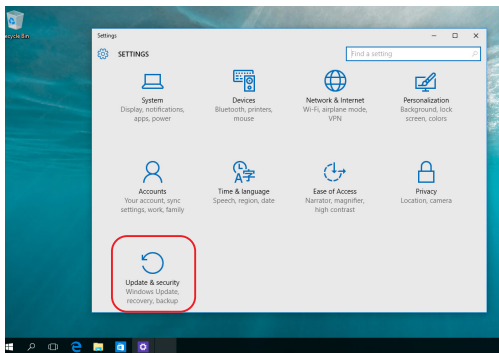 Recycle Bin
Settings
SETTINGS
Find a setting
System
Display, notifications,
apps, power
Devices
Bluetooth, printers,
mouse
Network & Internet
Wi-Fi, airplane mode,
VPN
Personalization
Background, lock
screen, colors
Accounts
Your account, sync
settings, work, family
Time & language
Speech, region, date
Ease of Access
Narrator, magnifier,
high contrast
Privacy
Location, camera
Update & security
Windows Update,
recovery, backup